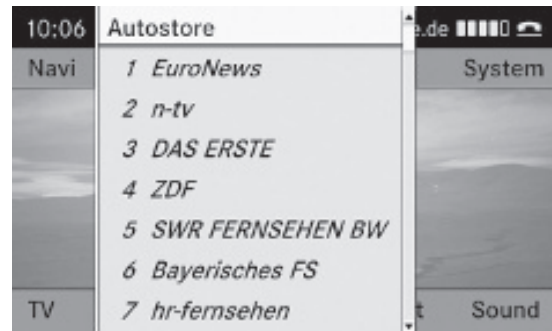 10:06 Autostore .de
Navi 1 EuroNews System
2 n-tv
3 DAS ERSTE
4 ZDF
5 SWR FERNSEHEN BW
6 Bayerisches FS
TV 7 hr-fernsehen t Sound